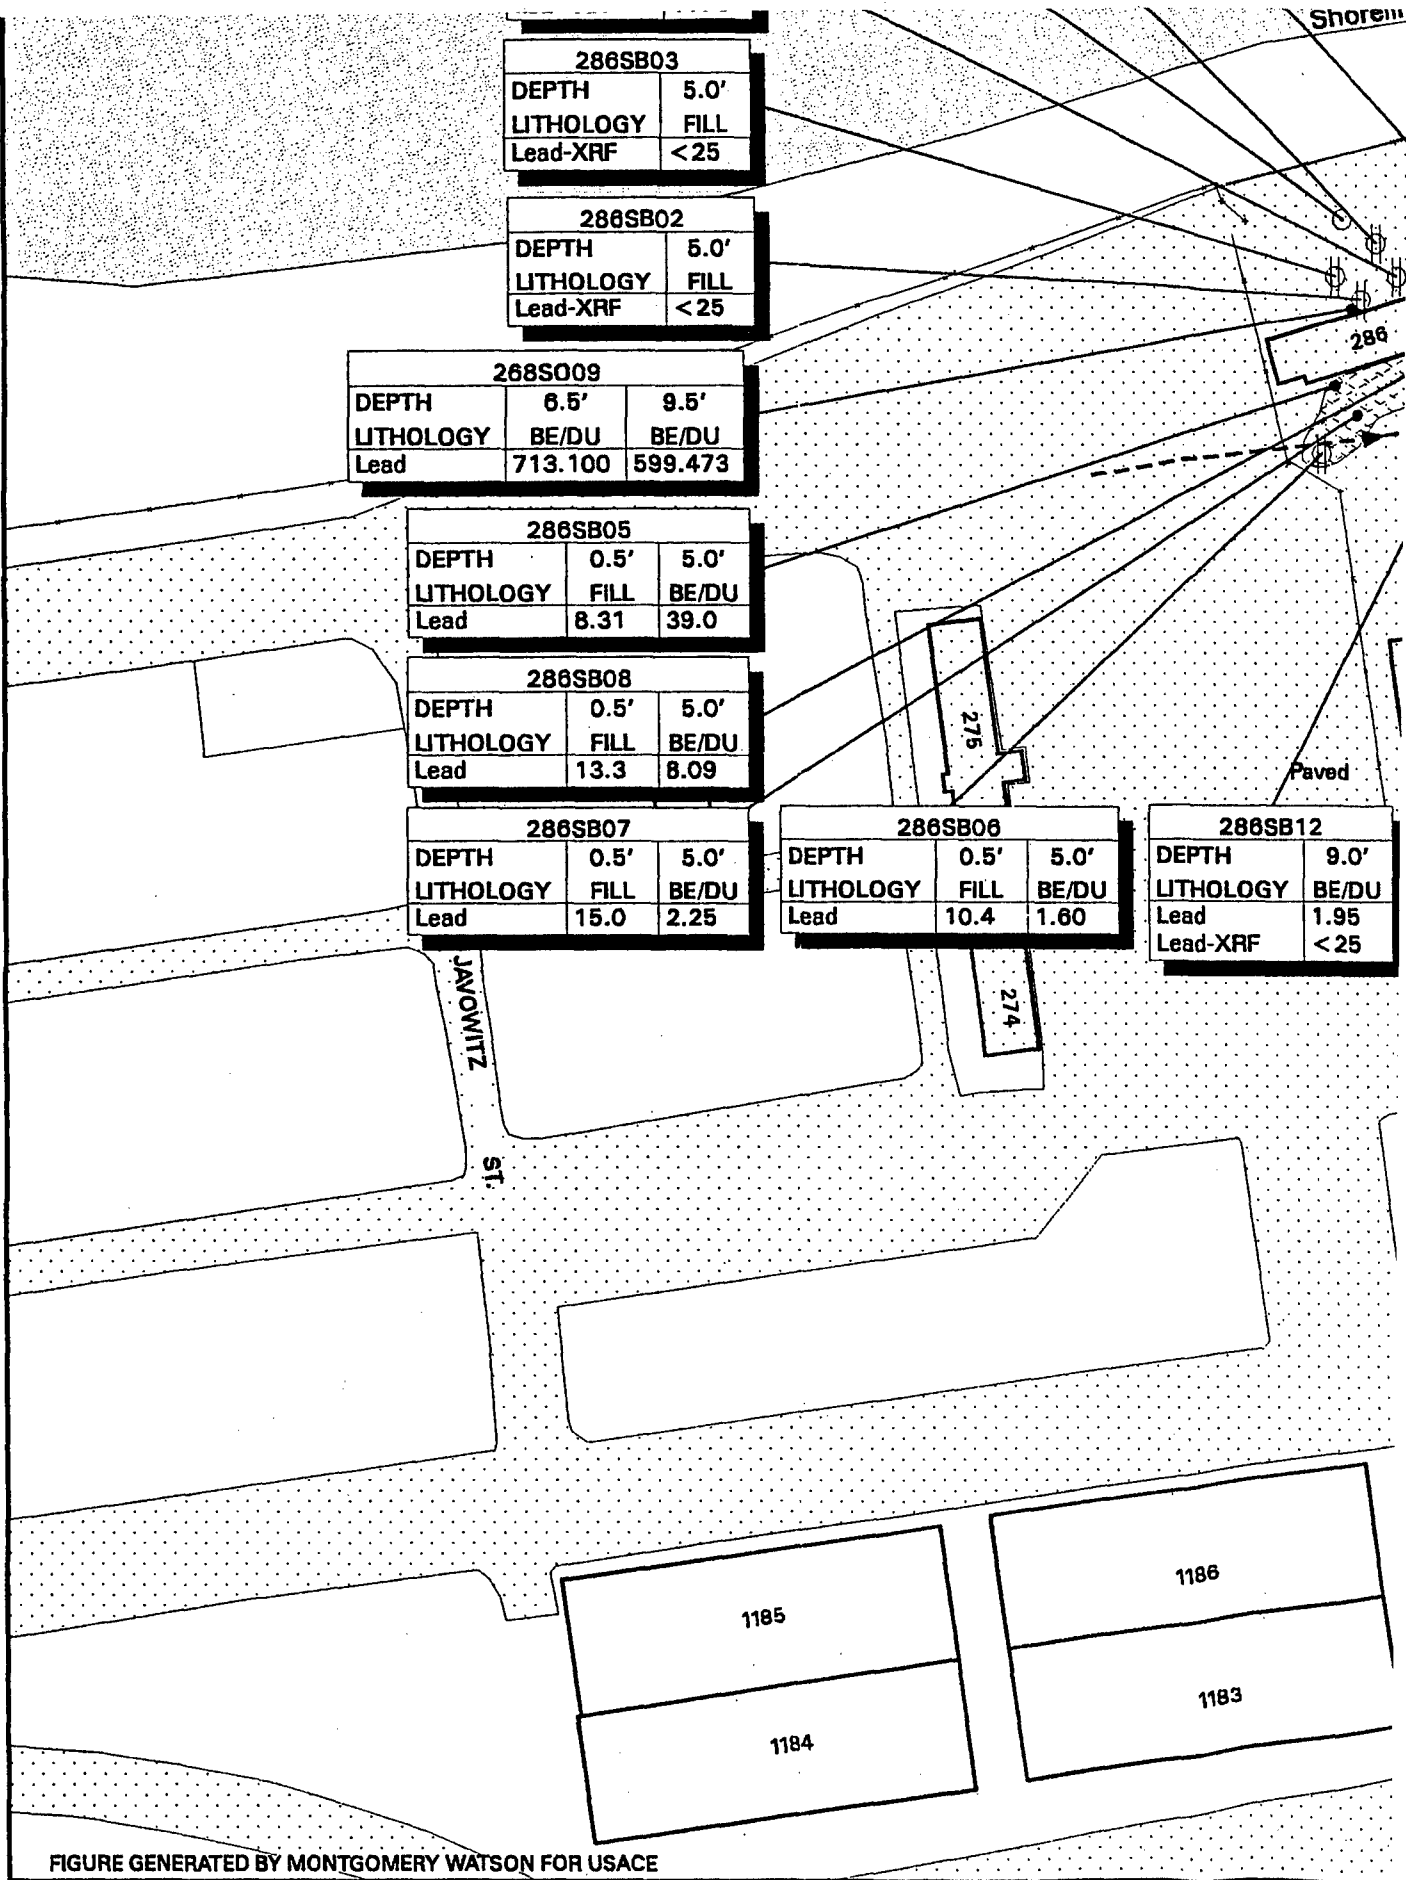 Shoreli
286SB03
DEPTH 5.0'
LITHOLOGY FILL
Lead-XRF <25
286SB02
DEPTH 5.0'
LITHOLOGY FILL
Lead-XRF <25
286
268SO09
DEPTH 6.5' 9.5'
LITHOLOGY BE/DU BE/DU
Lead 713.100 599.473
286SB05
DEPTH 0.5' 5.0'
LITHOLOGY FILL BE/DU
Lead 8.31 39.0
286SB08
DEPTH 0.5' 5.0'
LITHOLOGY FILL BE/DU
Lead 13.3 8.09
275
Paved
286SB07
DEPTH 0.5' 5.0'
LITHOLOGY FILL BE/DU
Lead 15.0 2.25
286SB06
DEPTH 0.5' 5.0'
LITHOLOGY FILL BE/DU
Lead 10.4 1.60
286SB12
DEPTH 9.0'
LITHOLOGY BE/DU
Lead 1.95
Lead-XRF <25
JAVOWITZ
ST.
274
1185
1186
1184
1183
FIGURE GENERATED BY MONTGOMERY WATSON FOR USACE